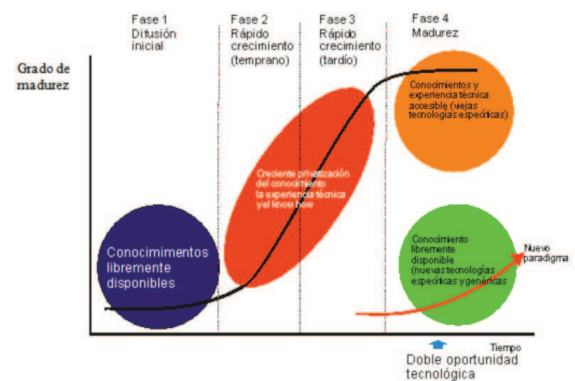 Fase 1
Difusión
inicial
Fase 2
Rápido
crecimiento
(temprano)
Fase 3
Rápido
crecimiento
(tardío)
Fase 4
Madurez
Grado de
madurez
Conocimientos y
experiencia técnica
accesible (viejas
tecnologías específicas)
Creciente privatización
del conocimiento
la experiencia técnica
y el know how
Conocimimentos
libremente
disponibles
Conocimiento
libremente
disponible
(nuevas tecnologías
específicas y genéricas
Nuevo
paradigma
Tiempo
Doble oportunidad
tecnológica